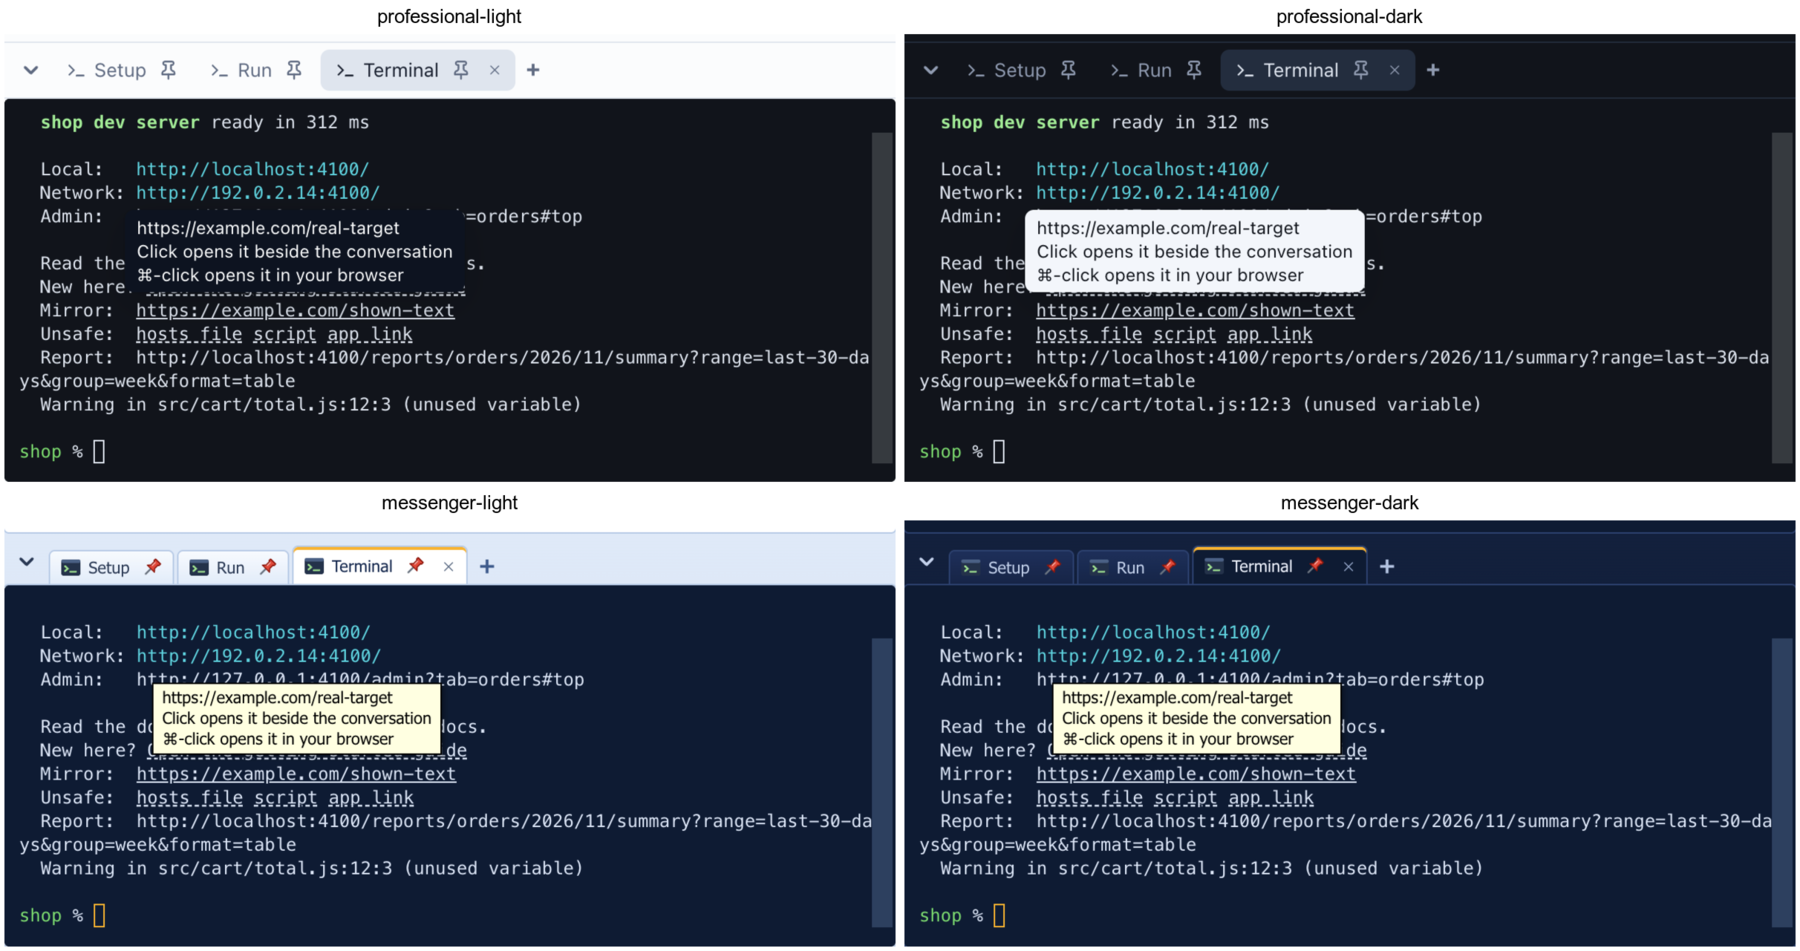 professional-light
Setup Run Terminal
shop dev server ready in 312 ms
Local: http://localhost:4100/
Network: http://192.0.2.14:4100/
Admin: =orders#top
https://example.com/real-target
Click opens it beside the conversation
⌘-click opens it in your browser
Read the s.
New here?
Mirror: https://example.com/shown-text
Unsafe: hosts file script app link
Report: http://localhost:4100/reports/orders/2026/11/summary?range=last-30-da
ys&group=week&format=table
Warning in src/cart/total.js:12:3 (unused variable)
shop %
professional-dark
Setup Run Terminal
shop dev server ready in 312 ms
Local: http://localhost:4100/
Network: http://192.0.2.14:4100/
Admin: =orders#top
https://example.com/real-target
Click opens it beside the conversation
⌘-click opens it in your browser
Read the s.
New here
Mirror: https://example.com/shown-text
Unsafe: hosts file script app link
Report: http://localhost:4100/reports/orders/2026/11/summary?range=last-30-da
ys&group=week&format=table
Warning in src/cart/total.js:12:3 (unused variable)
shop %
messenger-light
Setup Run Terminal
Local: http://localhost:4100/
Network: http://192.0.2.14:4100/
Admin: http://127.0.0.1:4100/admin?tab=orders#top
https://example.com/real-target
Click opens it beside the conversation
⌘-click opens it in your browser
Read the docs.
New here? guide
Mirror: https://example.com/shown-text
Unsafe: hosts file script app link
Report: http://localhost:4100/reports/orders/2026/11/summary?range=last-30-da
ys&group=week&format=table
Warning in src/cart/total.js:12:3 (unused variable)
shop %
messenger-dark
Setup Run Terminal
Local: http://localhost:4100/
Network: http://192.0.2.14:4100/
Admin: http://127.0.0.1:4100/admin?tab=orders#top
https://example.com/real-target
Click opens it beside the conversation
⌘-click opens it in your browser
Read the docs.
New here? guide
Mirror: https://example.com/shown-text
Unsafe: hosts file script app link
Report: http://localhost:4100/reports/orders/2026/11/summary?range=last-30-da
ys&group=week&format=table
Warning in src/cart/total.js:12:3 (unused variable)
shop %